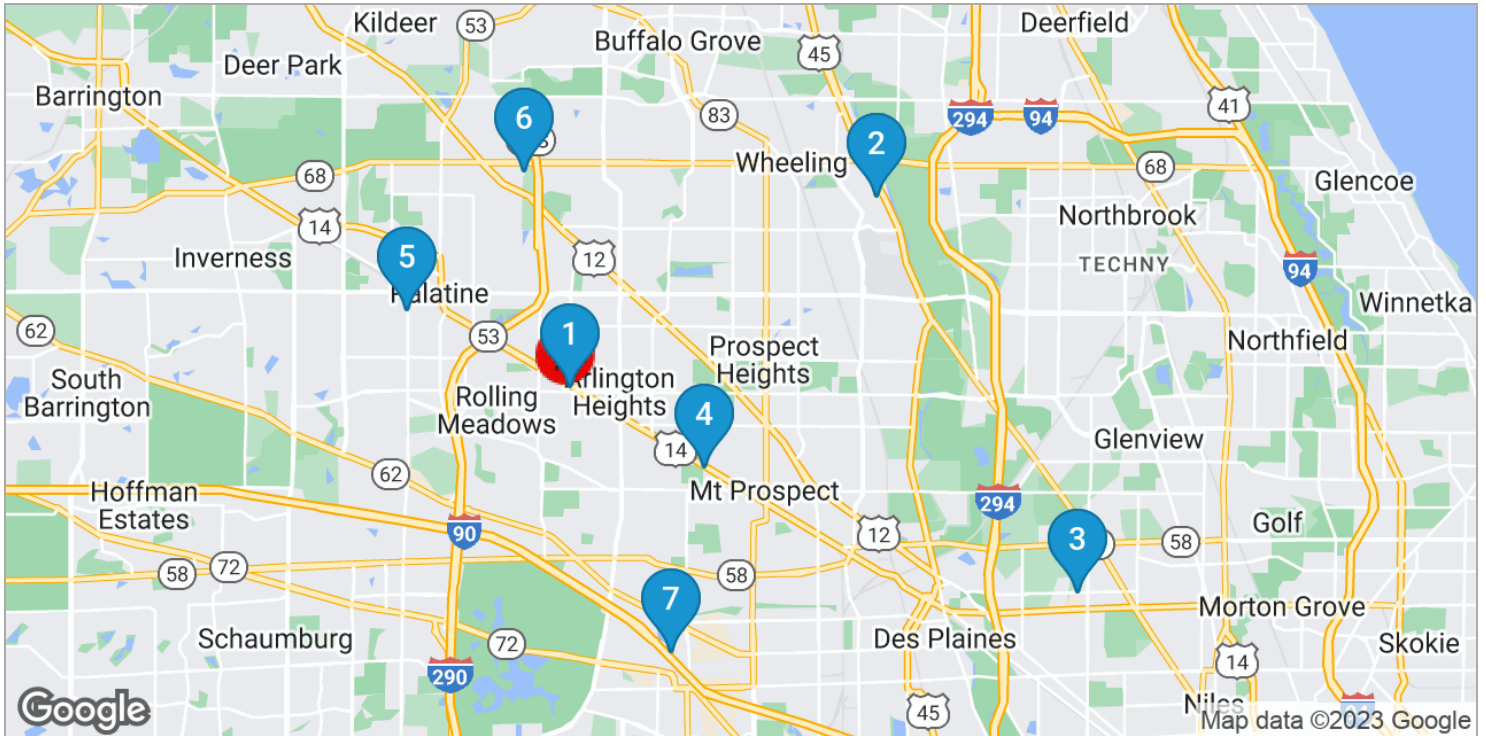 Kildeer
53
Deerfield
Buffalo Grove
45
Deer Park
Barrington
6
83
294
94
41
2
Wheeling
68
68
Glencoe
14
Northbrook
Inverness
5
12
TECHNY
94
Palatine
Winnetka
62
53
1
Northfield
Prospect
Heights
South
Barrington
Arlington
Heights
Rolling
Meadows
4
14
Glenview
62
Mt Prospect
Hoffman
Estates
294
Golf
90
12
3
58
58
72
58
7
Morton Grove
Schaumburg
72
Des Plaines
Skokie
290
14
45
Niles
Google
Map data ©2023 Google